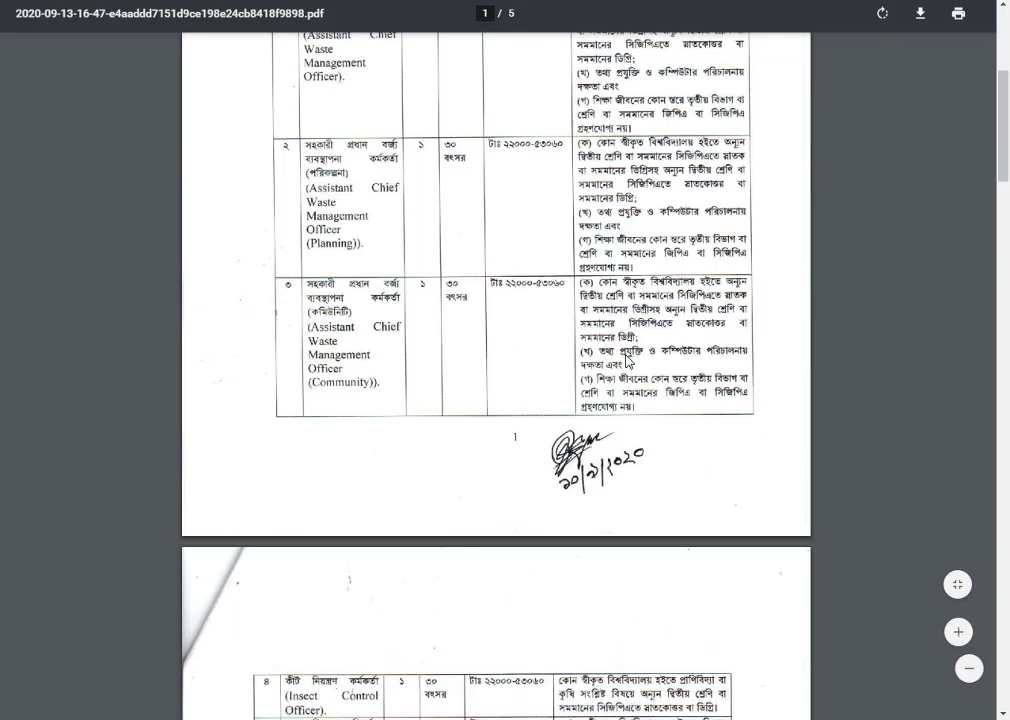 2020-09-13-16-47-e4aaddd7151d9ce198e24cb8418f9898.pdf
1 / 5
(Assistant Chief
Waste
Management
Officer).
সমমানের সিজিপিএতে স্নাতকোত্তর বা
সমমানের ডিগ্রি;
(খ) তথ্য প্রযুক্তি ও কম্পিউটার পরিচালনায়
দক্ষতা এবং
(গ) শিক্ষা জীবনের কোন স্তরে তৃতীয় বিভাগ বা
শ্রেণি বা সমমানের জিপিএ বা সিজিপিএ
গ্রহণযোগ্য নয়।
২
সহকারী প্রধান বর্জ্য
ব্যবস্থাপনা কর্মকর্তা
(পরিকল্পনা)
(Assistant Chief
Waste
Management
Officer
(Planning)).
১
৩০
বৎসর
টাঃ ২২০০০-৫৩০৬০
(ক) কোন স্বীকৃত বিশ্ববিদ্যালয় হইতে অন্যূন
দ্বিতীয় শ্রেণি বা সমমানের সিজিপিএতে স্নাতক
বা সমমানের ডিগ্রিসহ অন্যূন দ্বিতীয় শ্রেণি বা
সমমানের সিজিপিএতে স্নাতকোত্তর বা
সমমানের ডিগ্রি;
(খ) তথ্য প্রযুক্তি ও কম্পিউটার পরিচালনায়
দক্ষতা এবং
(গ) শিক্ষা জীবনের কোন স্তরে তৃতীয় বিভাগ বা
শ্রেণি বা সমমানের জিপিএ বা সিজিপিএ
গ্রহণযোগ্য নয়।
৩
সহকারী প্রধান বর্জ্য
ব্যবস্থাপনা কর্মকর্তা
(কমিউনিটি)
(Assistant Chief
Waste
Management
Officer
(Community)).
১
৩০
বৎসর
টাঃ ২২০০০-৫৩০৬০
(ক) কোন স্বীকৃত বিশ্ববিদ্যালয় হইতে অন্যূন
দ্বিতীয় শ্রেণি বা সমমানের সিজিপিএতে স্নাতক
বা সমমানের ডিগ্রীসহ অন্যূন দ্বিতীয় শ্রেণি বা
সমমানের সিজিপিএতে স্নাতকোত্তর বা
সমমানের ডিগ্রী;
(খ) তথ্য প্রযুক্তি ও কম্পিউটার পরিচালনায়
দক্ষতা এবং
(গ) শিক্ষা জীবনের কোন স্তরে তৃতীয় বিভাগ বা
শ্রেণি বা সমমানের জিপিএ বা সিজিপিএ
গ্রহণযোগ্য নয়।
1
১০/৯/২০২০
৪
কীট নিয়ন্ত্রণ কর্মকর্তা
(Insect Control
Officer).
১
৩০
বৎসর
টাঃ ২২০০০-৫৩০৬০
কোন স্বীকৃত বিশ্ববিদ্যালয় হইতে প্রাণিবিদ্যা বা
কৃষি সংশ্লিষ্ট বিষয়ে অন্যূন দ্বিতীয় শ্রেণি বা
সমমানের সিজিপিএতে স্নাতকোত্তর বা ডিগ্রি।